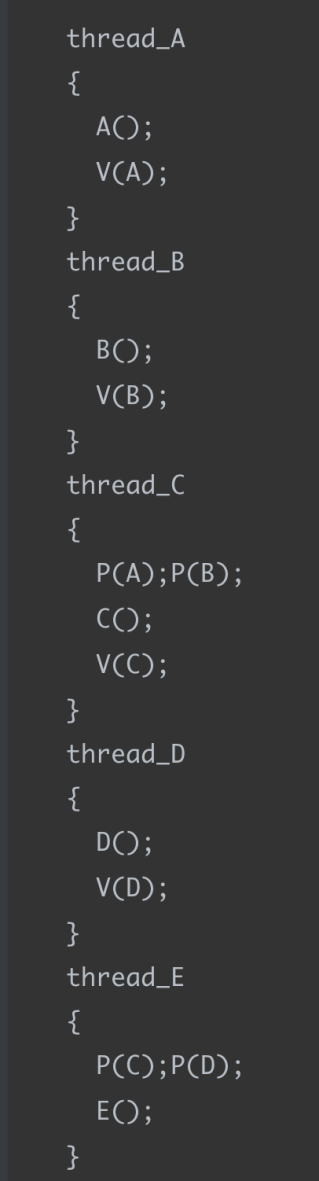 thread_A
{
A();
V(A);
}
thread_B
{
B();
V(B);
}
thread_C
{
P(A);P(B);
C();
V(C);
}
thread_D
{
D();
V(D);
}
thread_E
{
P(C);P(D);
E();
}